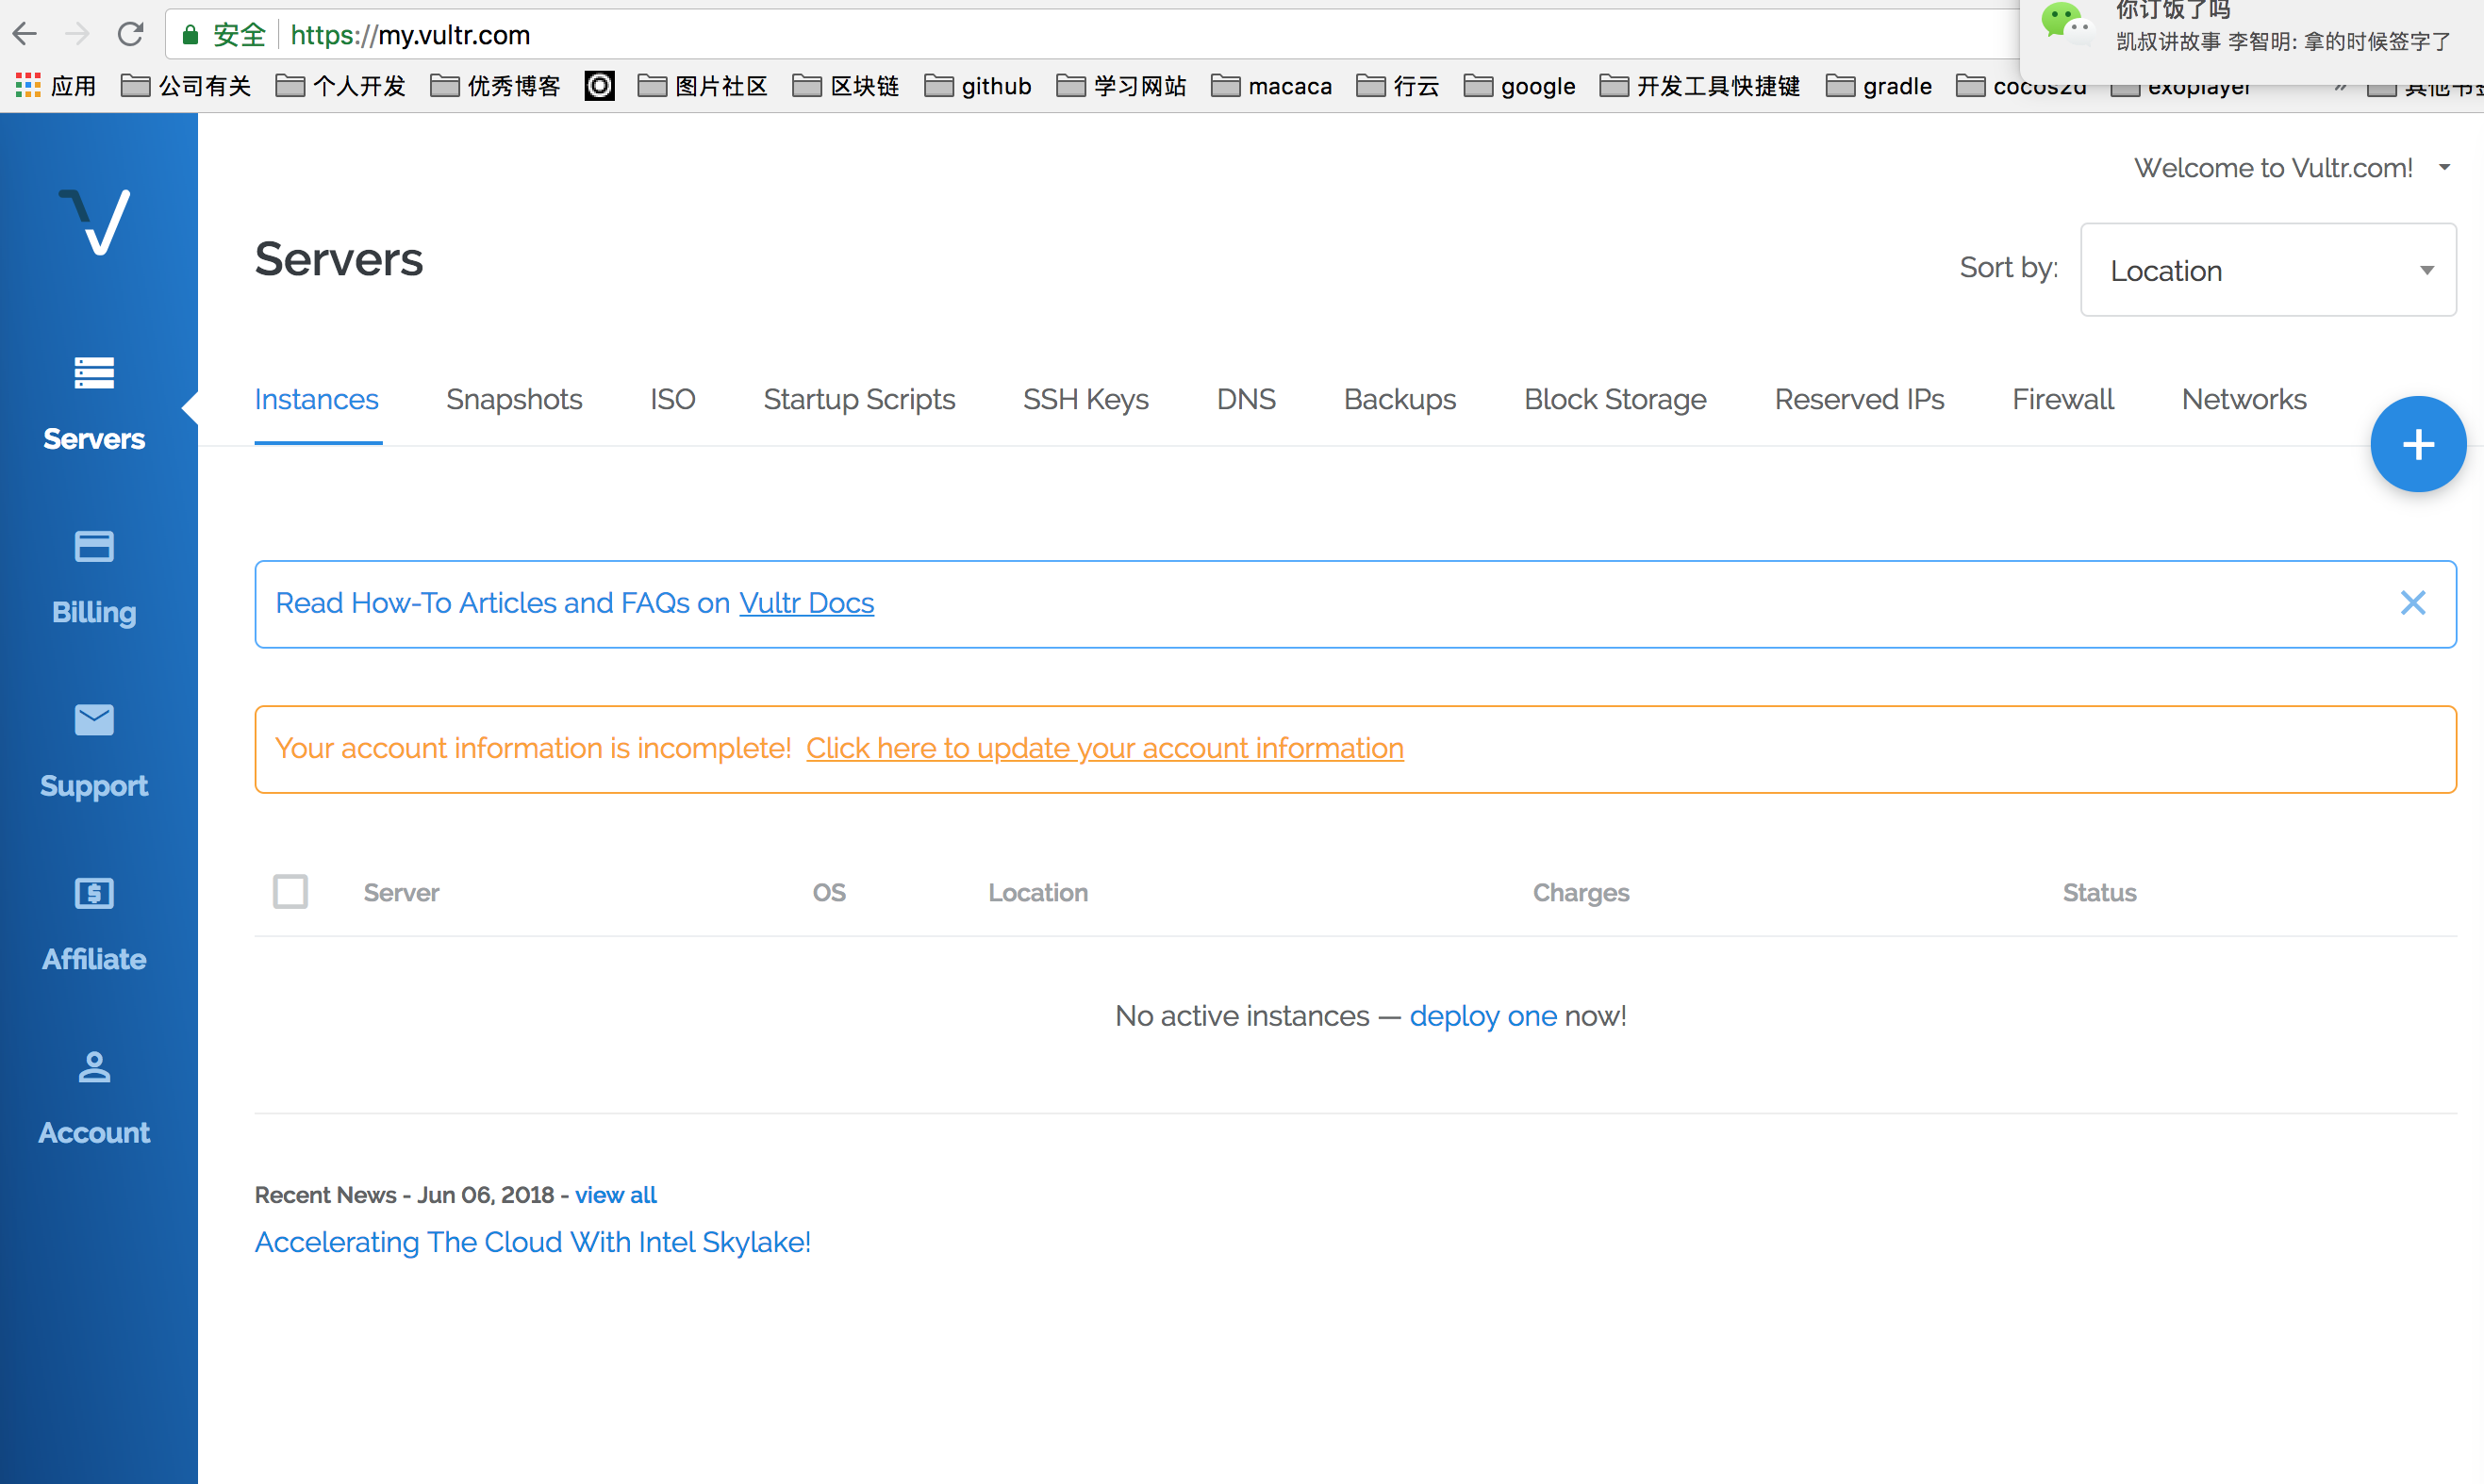 安全 https://my.vultr.com
你订饭了吗
凯叔讲故事 李智明: 拿的时候签字了
应用 公司有关 个人开发 优秀博客 图片社区 区块链 github 学习网站 macaca 行云 google 开发工具快捷键 gradle cocos2d exoplayer » 其他书签
Welcome to Vultr.com!
Servers
Sort by: Location
Instances Snapshots ISO Startup Scripts SSH Keys DNS Backups Block Storage Reserved IPs Firewall Networks
+
Servers
Billing
Support
Affiliate
Account
Read How-To Articles and FAQs on Vultr Docs
Your account information is incomplete! Click here to update your account information
Server OS Location Charges Status
No active instances — deploy one now!
Recent News - Jun 06, 2018 - view all
Accelerating The Cloud With Intel Skylake!